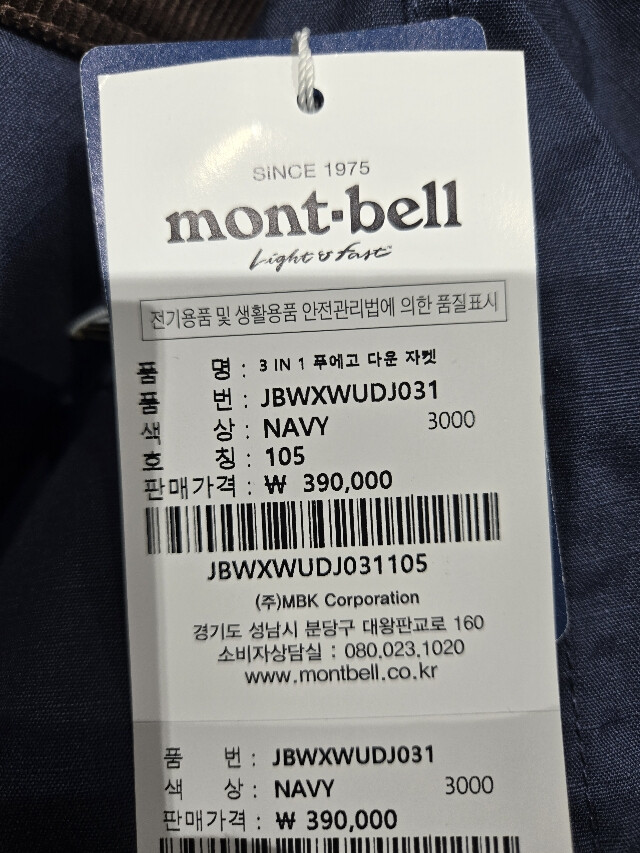 SiNCE 1975
mont-bell
Light & fast
전기용품 및 생활용품 안전관리법에 의한 품질표시
품 명 : 3 IN 1 푸에고 다운 자켓
품 번 : JBWXWUDJ031
색 상 : NAVY 3000
호 칭 : 105
판매가격 : ₩ 390,000
JBWXWUDJ031105
(주)MBK Corporation
경기도 성남시 분당구 대왕판교로 160
소비자상담실 : 080.023.1020
www.montbell.co.kr
품 번 : JBWXWUDJ031
색 상 : NAVY 3000
판매가격 : ₩ 390,000